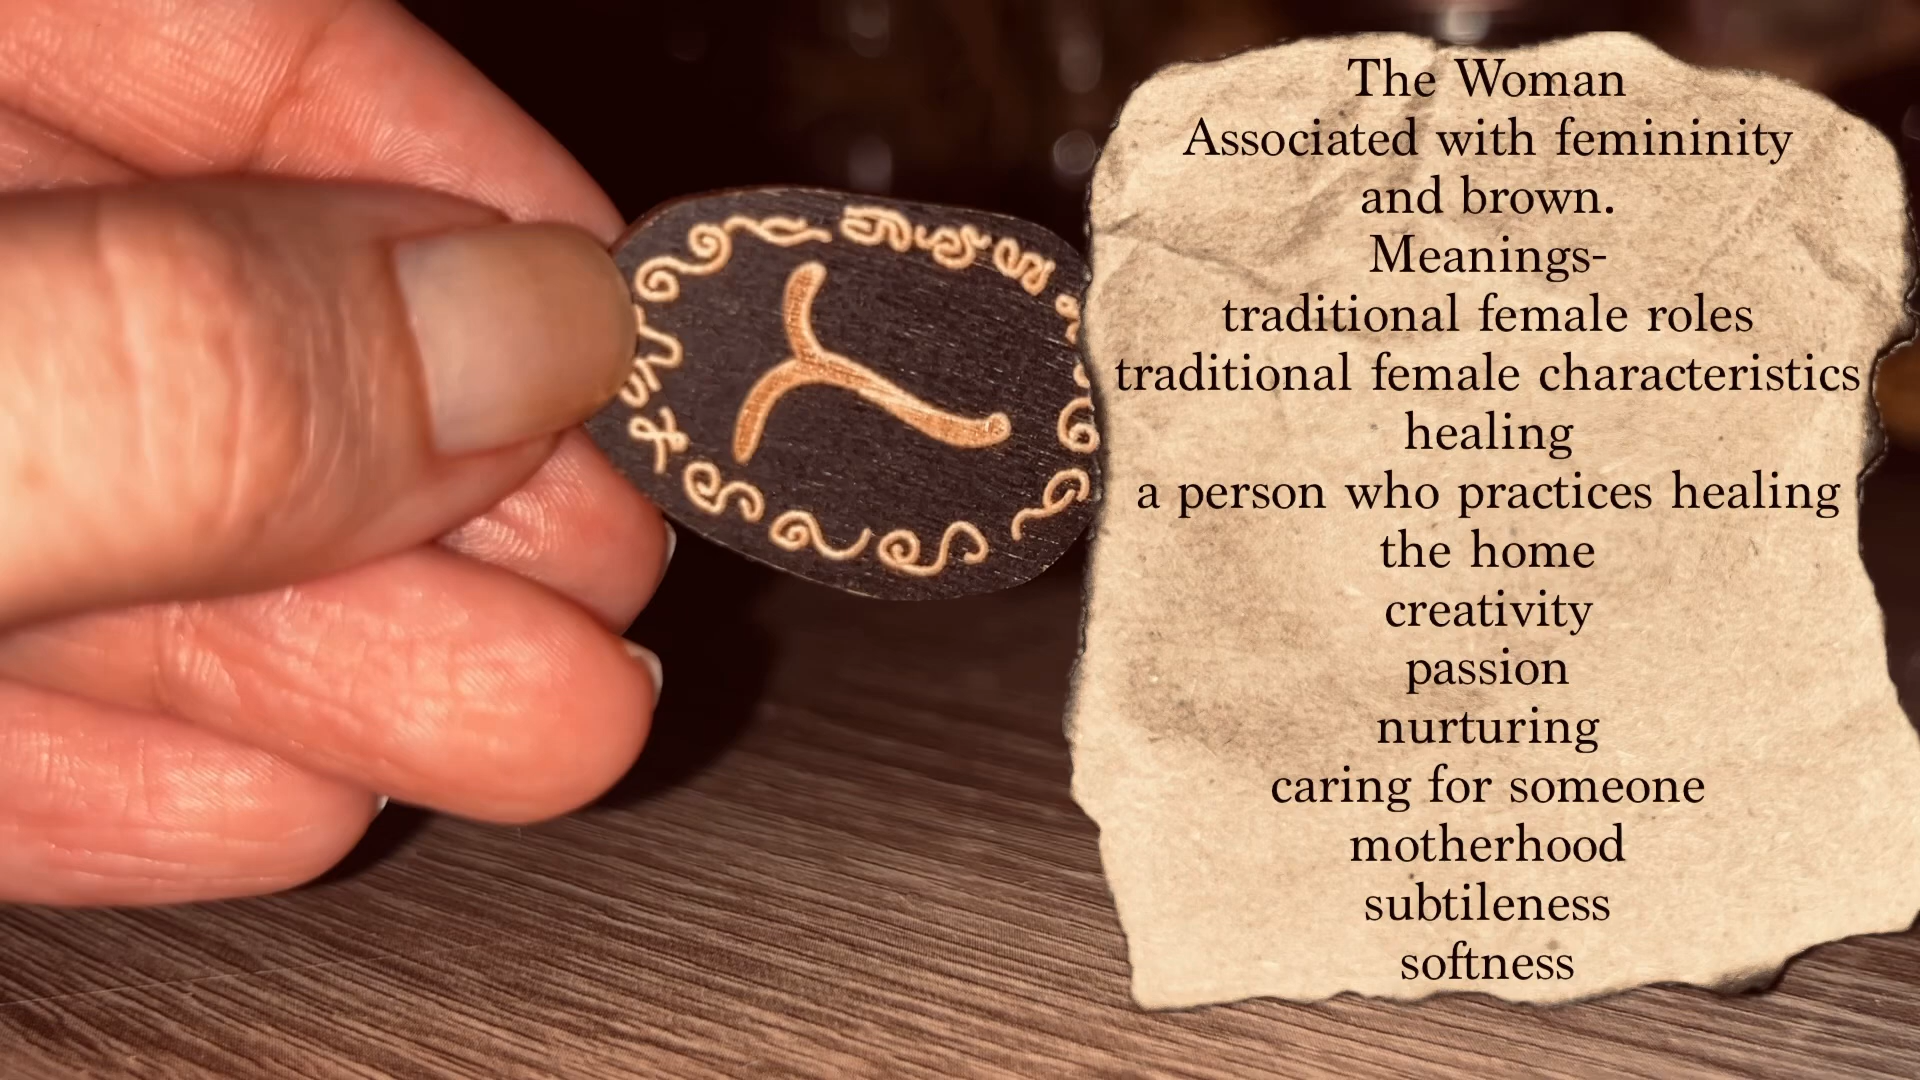 The Woman
Associated with femininity
and brown.
Meanings-
traditional female roles
traditional female characteristics
healing
a person who practices healing
the home
creativity
passion
nurturing
caring for someone
motherhood
subtileness
softness